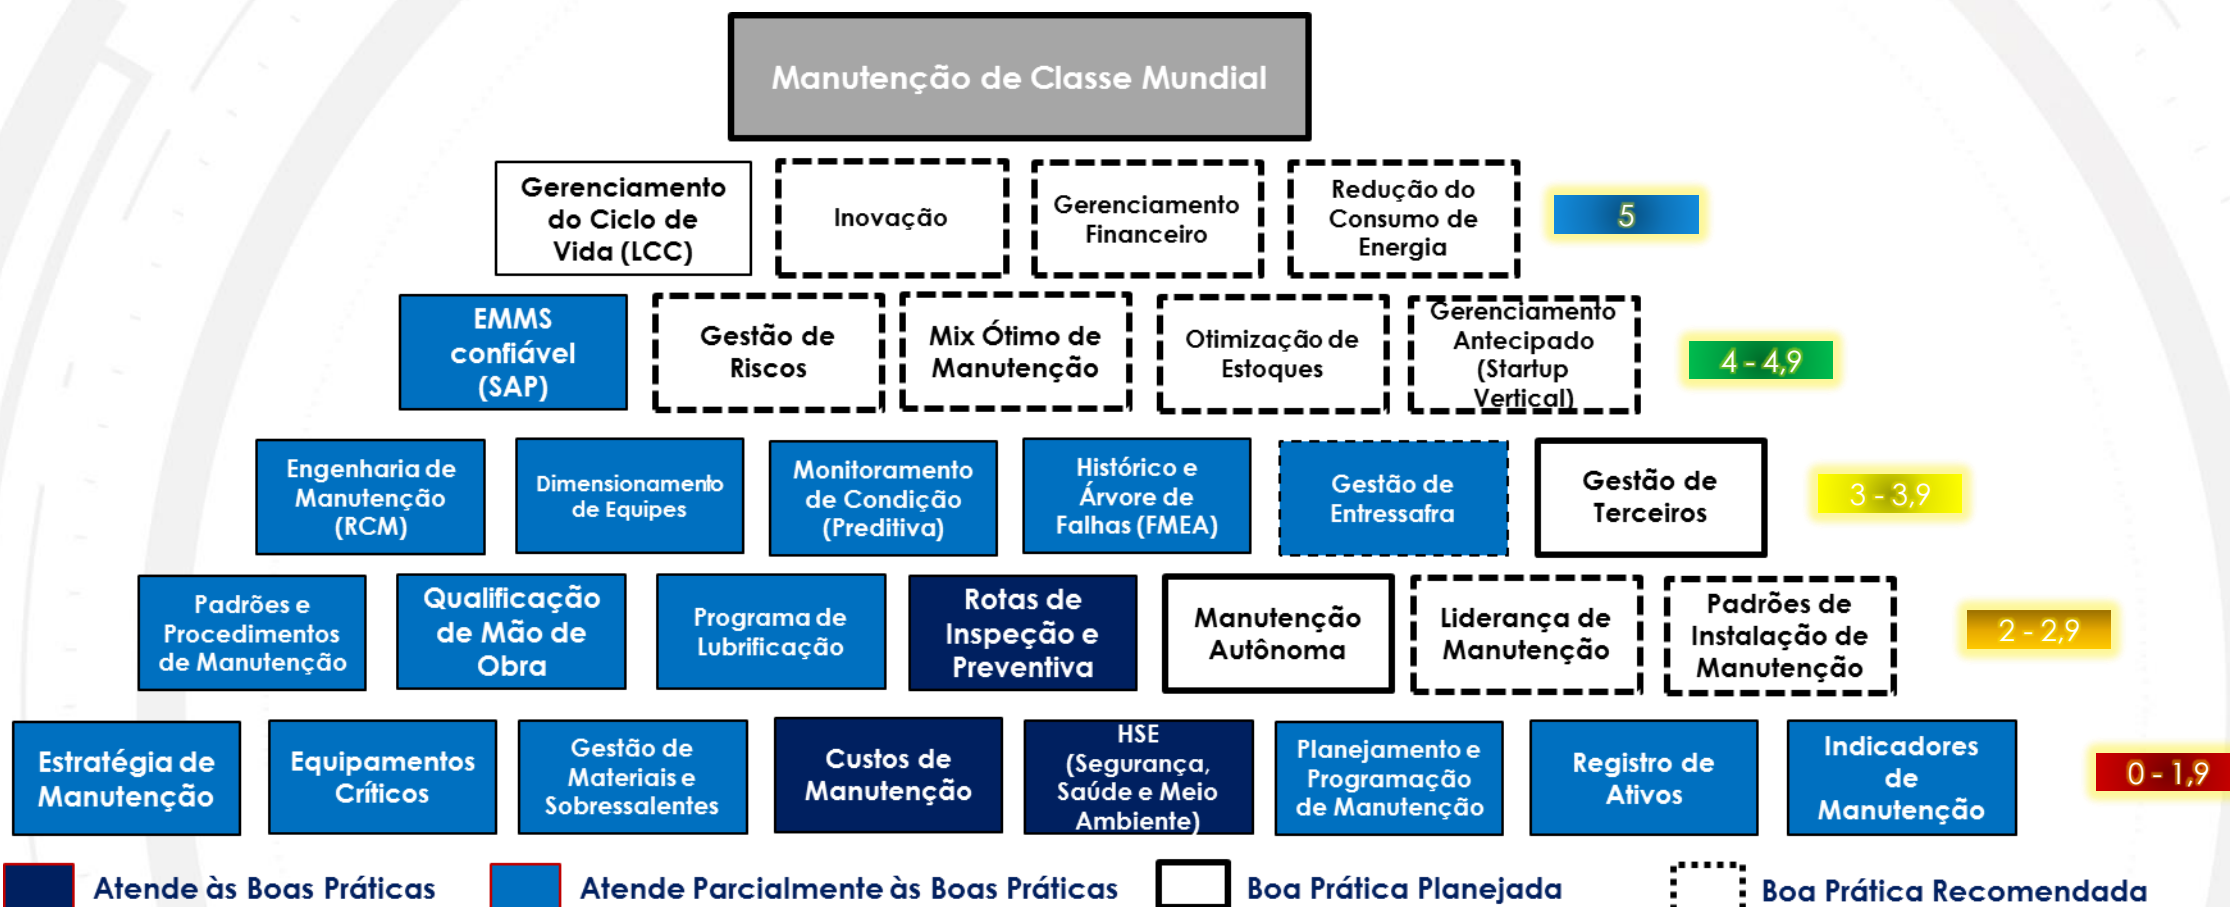 Manutenção de Classe Mundial
Gerenciamento
do Ciclo de
Vida (LCC)
Inovação
Gerenciamento
Financeiro
Redução do
Consumo de
Energia
5
EMMS
confiável
(SAP)
Gestão de
Riscos
Mix Ótimo de
Manutenção
Otimização de
Estoques
Gerenciamento
Antecipado
(Startup
Vertical)
4 - 4,9
Engenharia de
Manutenção
(RCM)
Dimensionamento
de Equipes
Monitoramento
de Condição
(Preditiva)
Histórico e
Árvore de
Falhas (FMEA)
Gestão de
Entressafra
Gestão de
Terceiros
3 - 3,9
Padrões e
Procedimentos
de Manutenção
Qualificação
de Mão de
Obra
Programa de
Lubrificação
Rotas de
Inspeção e
Preventiva
Manutenção
Autônoma
Liderança de
Manutenção
Padrões de
Instalação de
Manutenção
2 - 2,9
Estratégia de
Manutenção
Equipamentos
Críticos
Gestão de
Materiais e
Sobressalentes
Custos de
Manutenção
HSE
(Segurança,
Saúde e Meio
Ambiente)
Planejamento e
Programação
de Manutenção
Registro de
Ativos
Indicadores
de
Manutenção
0 - 1,9
Atende às Boas Práticas
Atende Parcialmente às Boas Práticas
Boa Prática Planejada
Boa Prática Recomendada